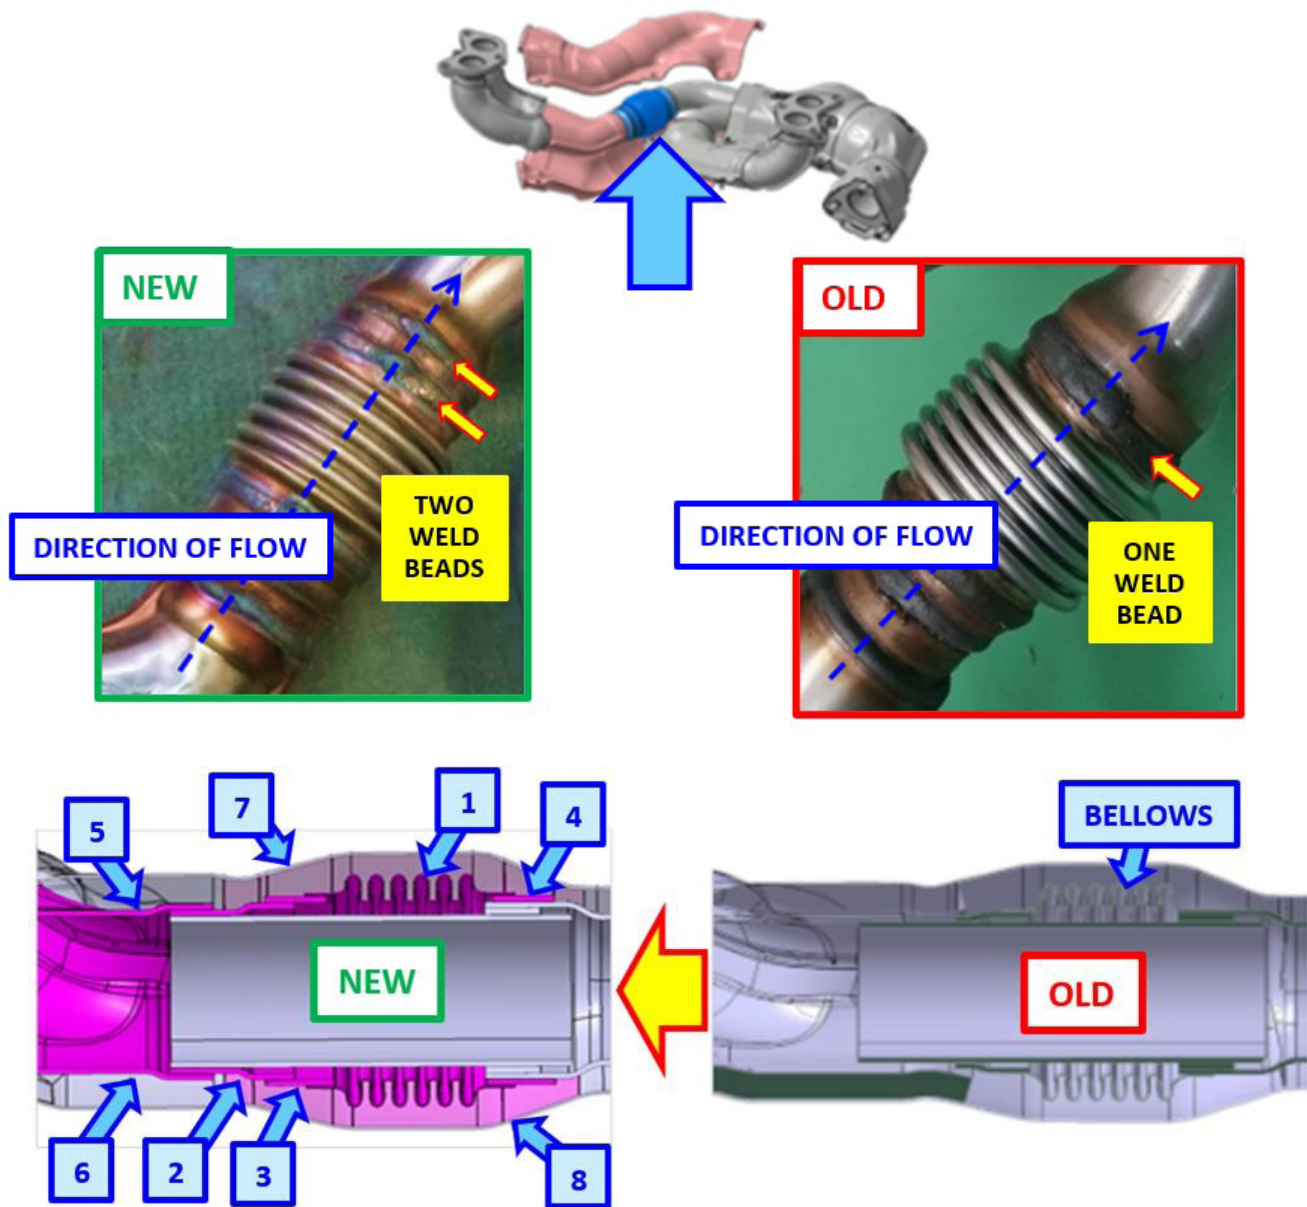 NEW
OLD
DIRECTION OF FLOW
TWO
WELD
BEADS
DIRECTION OF FLOW
ONE
WELD
BEAD
7
1
4
5
BELLOWS
NEW
OLD
6
2
3
8